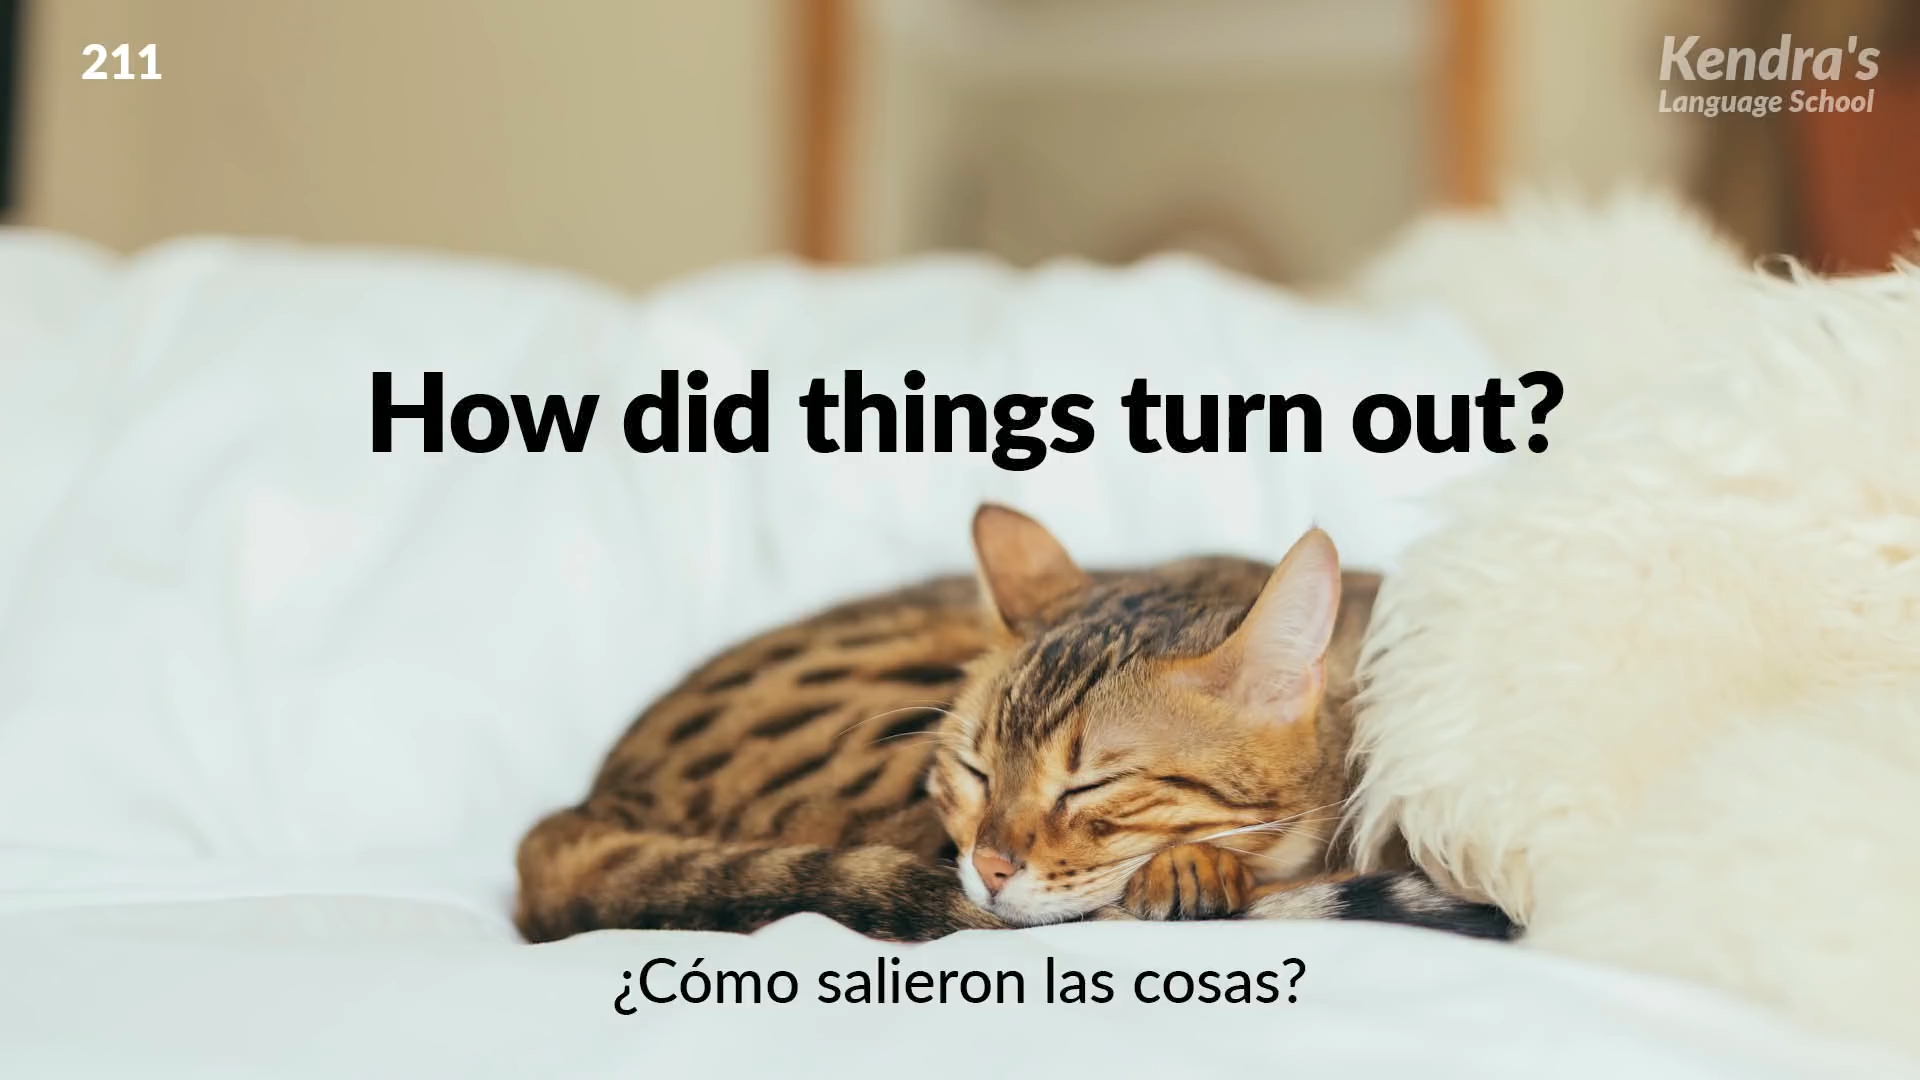 211
Kendra's
Language School
How did things turn out?
¿Cómo salieron las cosas?